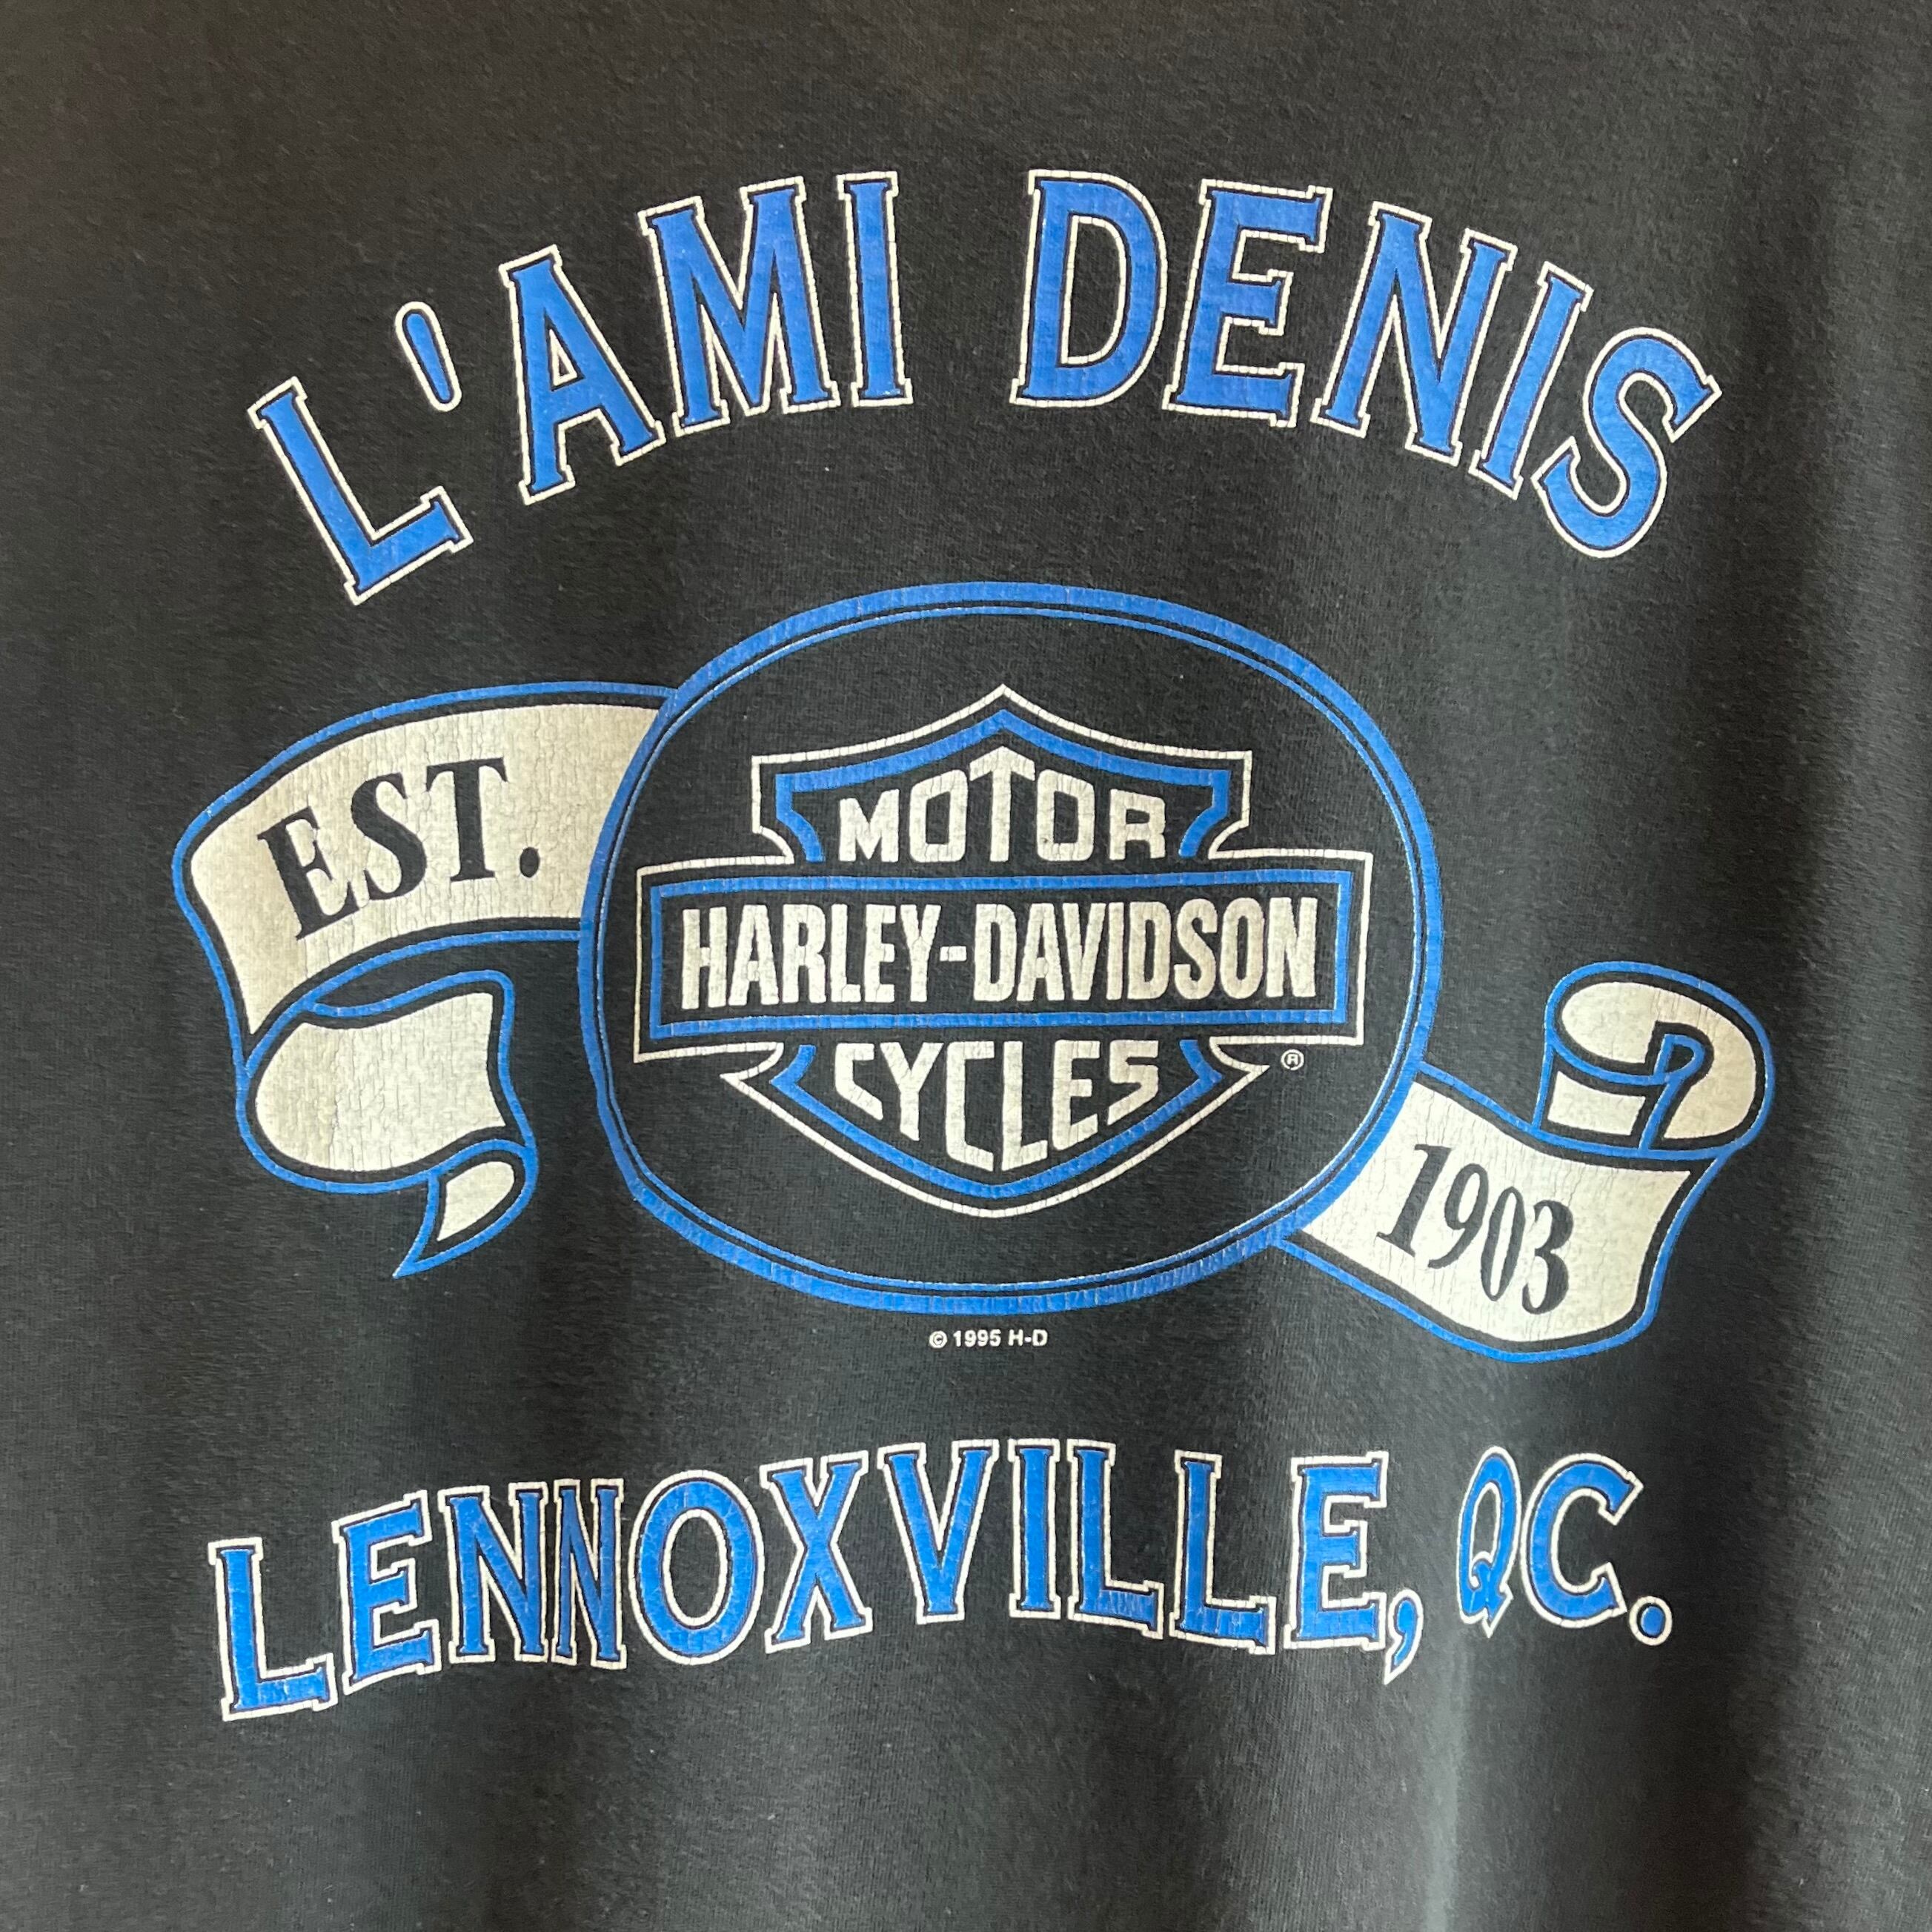 L'AMI DENIS
EST.
MOTOR
HARLEY-DAVIDSON
CYCLES
®
1903
© 1995 H-D
LENNOXVILLE, QC.